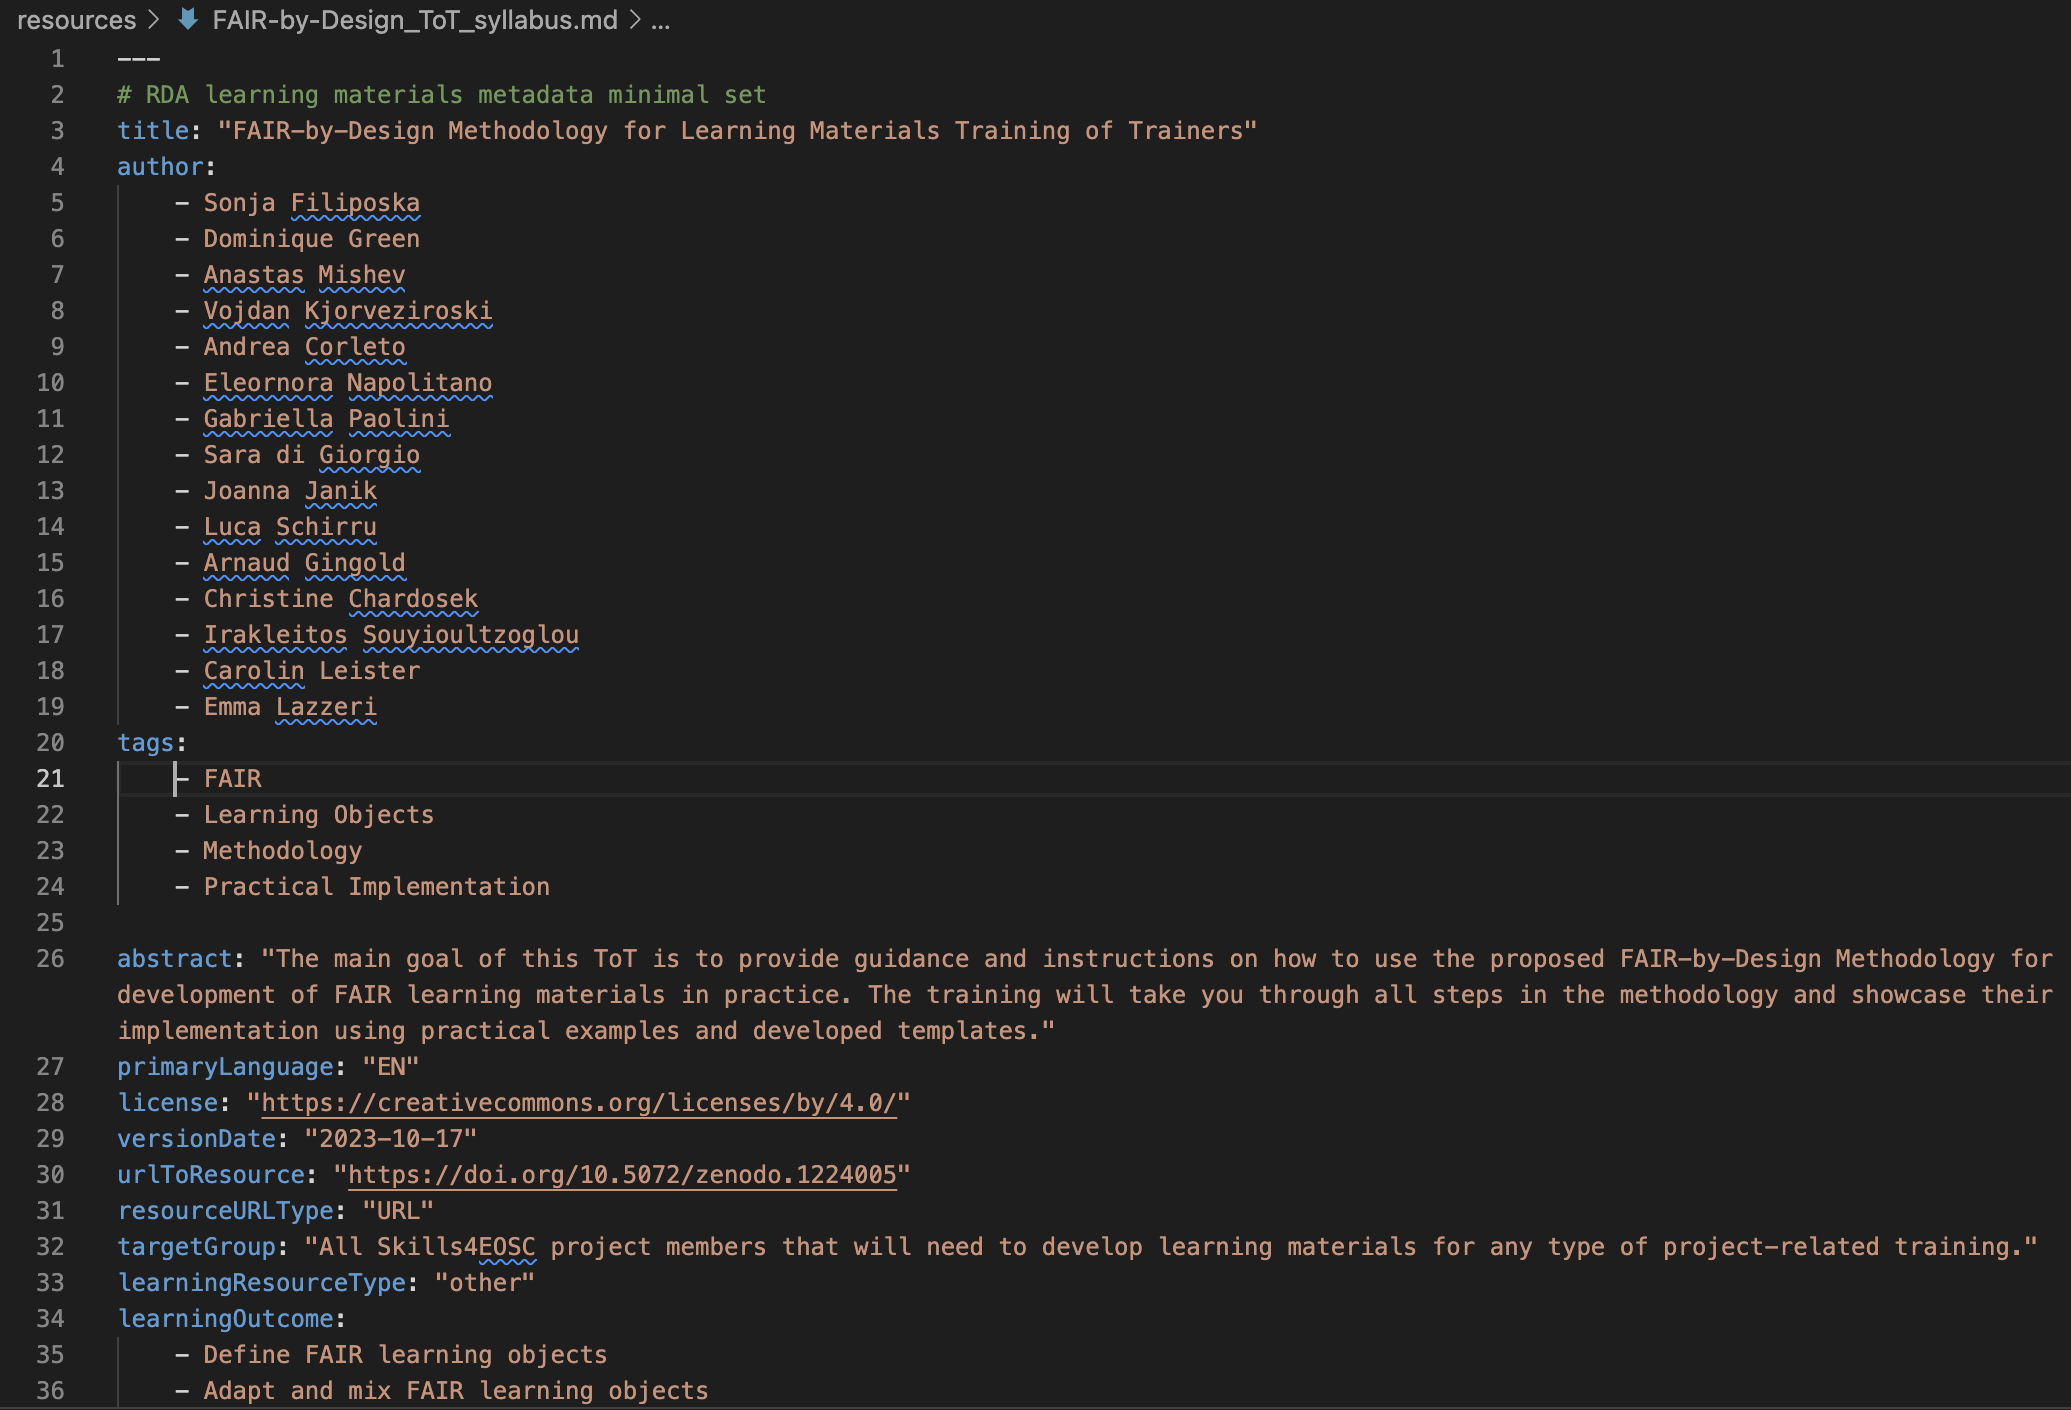 resources > FAIR-by-Design_ToT_syllabus.md > ...
1 ---
2 # RDA learning materials metadata minimal set
3 title: "FAIR-by-Design Methodology for Learning Materials Training of Trainers"
4 author:
5 - Sonja Filiposka
6 - Dominique Green
7 - Anastas Mishev
8 - Vojdan Kjorveziroski
9 - Andrea Corleto
10 - Eleornora Napolitano
11 - Gabriella Paolini
12 - Sara di Giorgio
13 - Joanna Janik
14 - Luca Schirru
15 - Arnaud Gingold
16 - Christine Chardosek
17 - Irakleitos Souyioultzoglou
18 - Carolin Leister
19 - Emma Lazzeri
20 tags:
21 - FAIR
22 - Learning Objects
23 - Methodology
24 - Practical Implementation
25
26 abstract: "The main goal of this ToT is to provide guidance and instructions on how to use the proposed FAIR-by-Design Methodology for
development of FAIR learning materials in practice. The training will take you through all steps in the methodology and showcase their
implementation using practical examples and developed templates."
27 primaryLanguage: "EN"
28 license: "https://creativecommons.org/licenses/by/4.0/"
29 versionDate: "2023-10-17"
30 urlToResource: "https://doi.org/10.5072/zenodo.1224005"
31 resourceURLType: "URL"
32 targetGroup: "All Skills4EOSC project members that will need to develop learning materials for any type of project-related training."
33 learningResourceType: "other"
34 learningOutcome:
35 - Define FAIR learning objects
36 - Adapt and mix FAIR learning objects